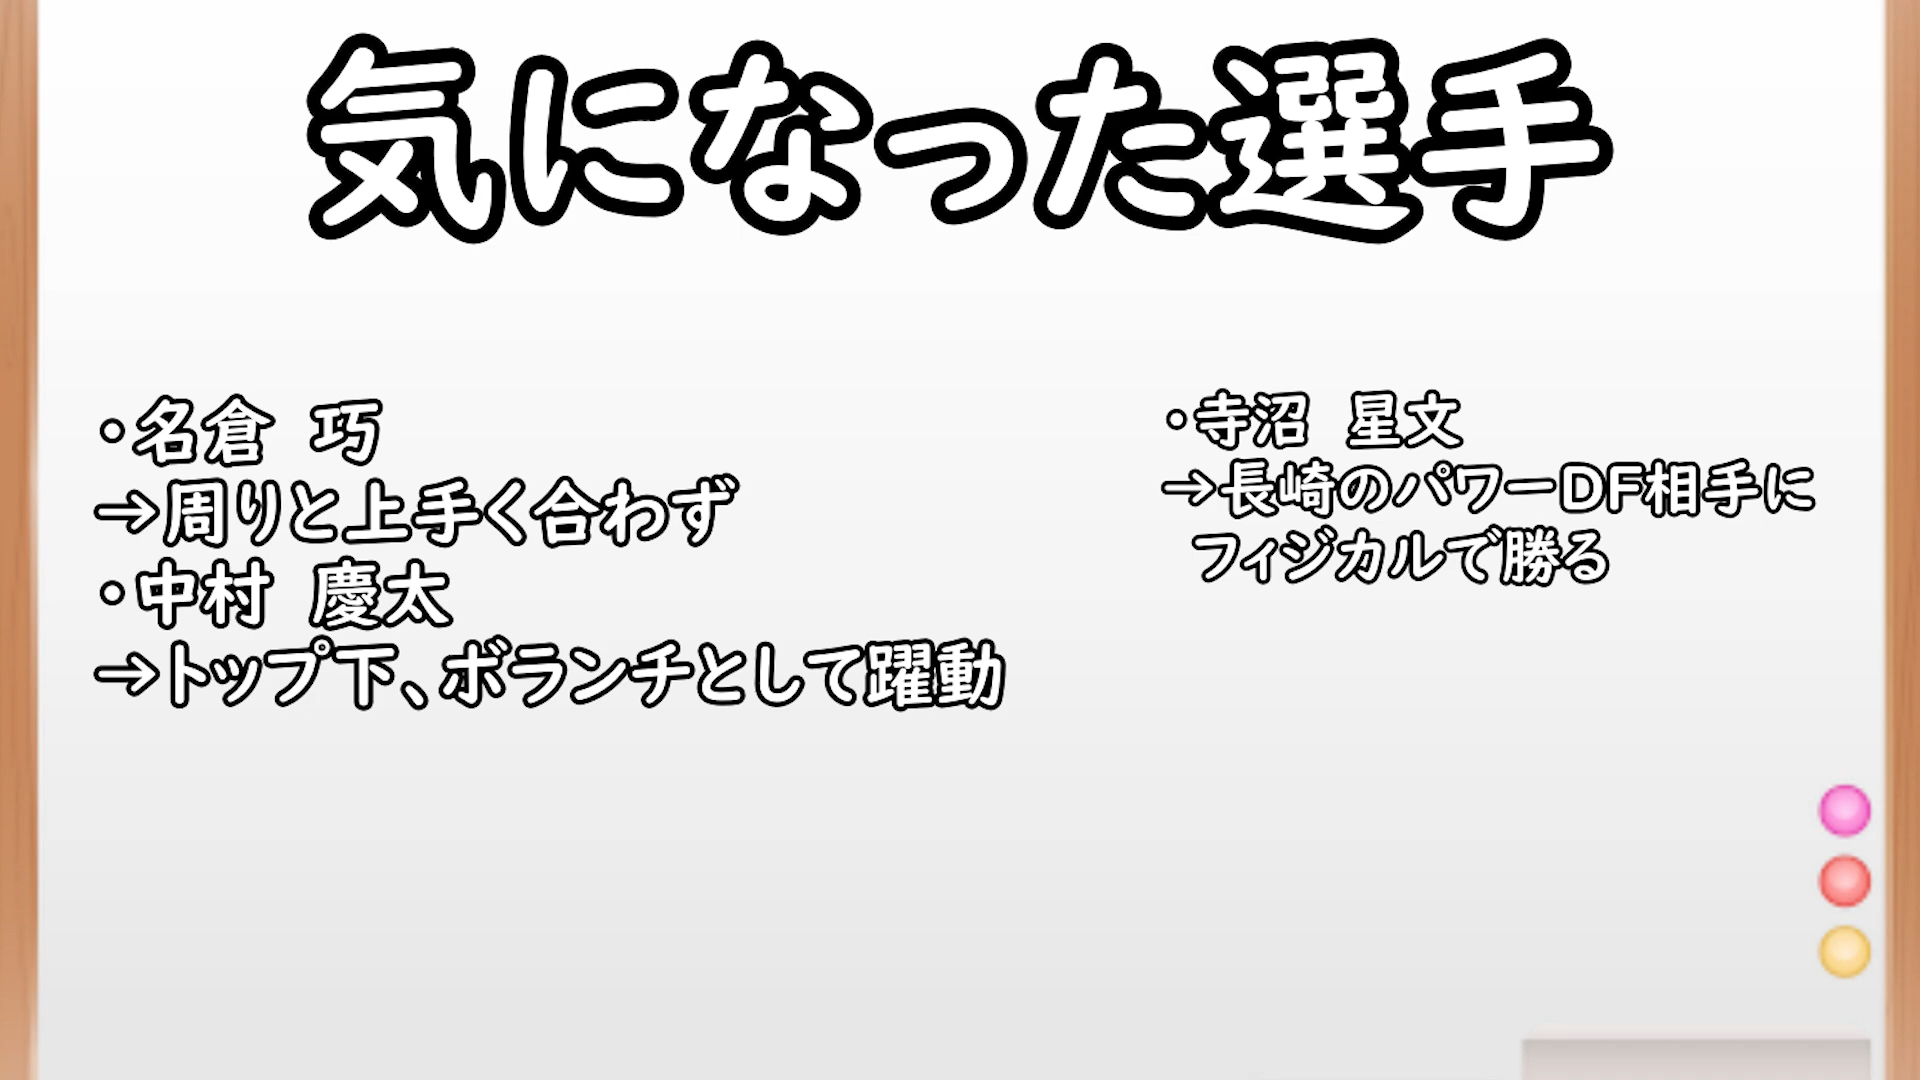 気になった選手
・名倉　巧
→周りと上手く合わず
・中村　慶太
→トップ下、ボランチとして躍動
・寺沼　星文
→長崎のパワーDF相手に
フィジカルで勝る